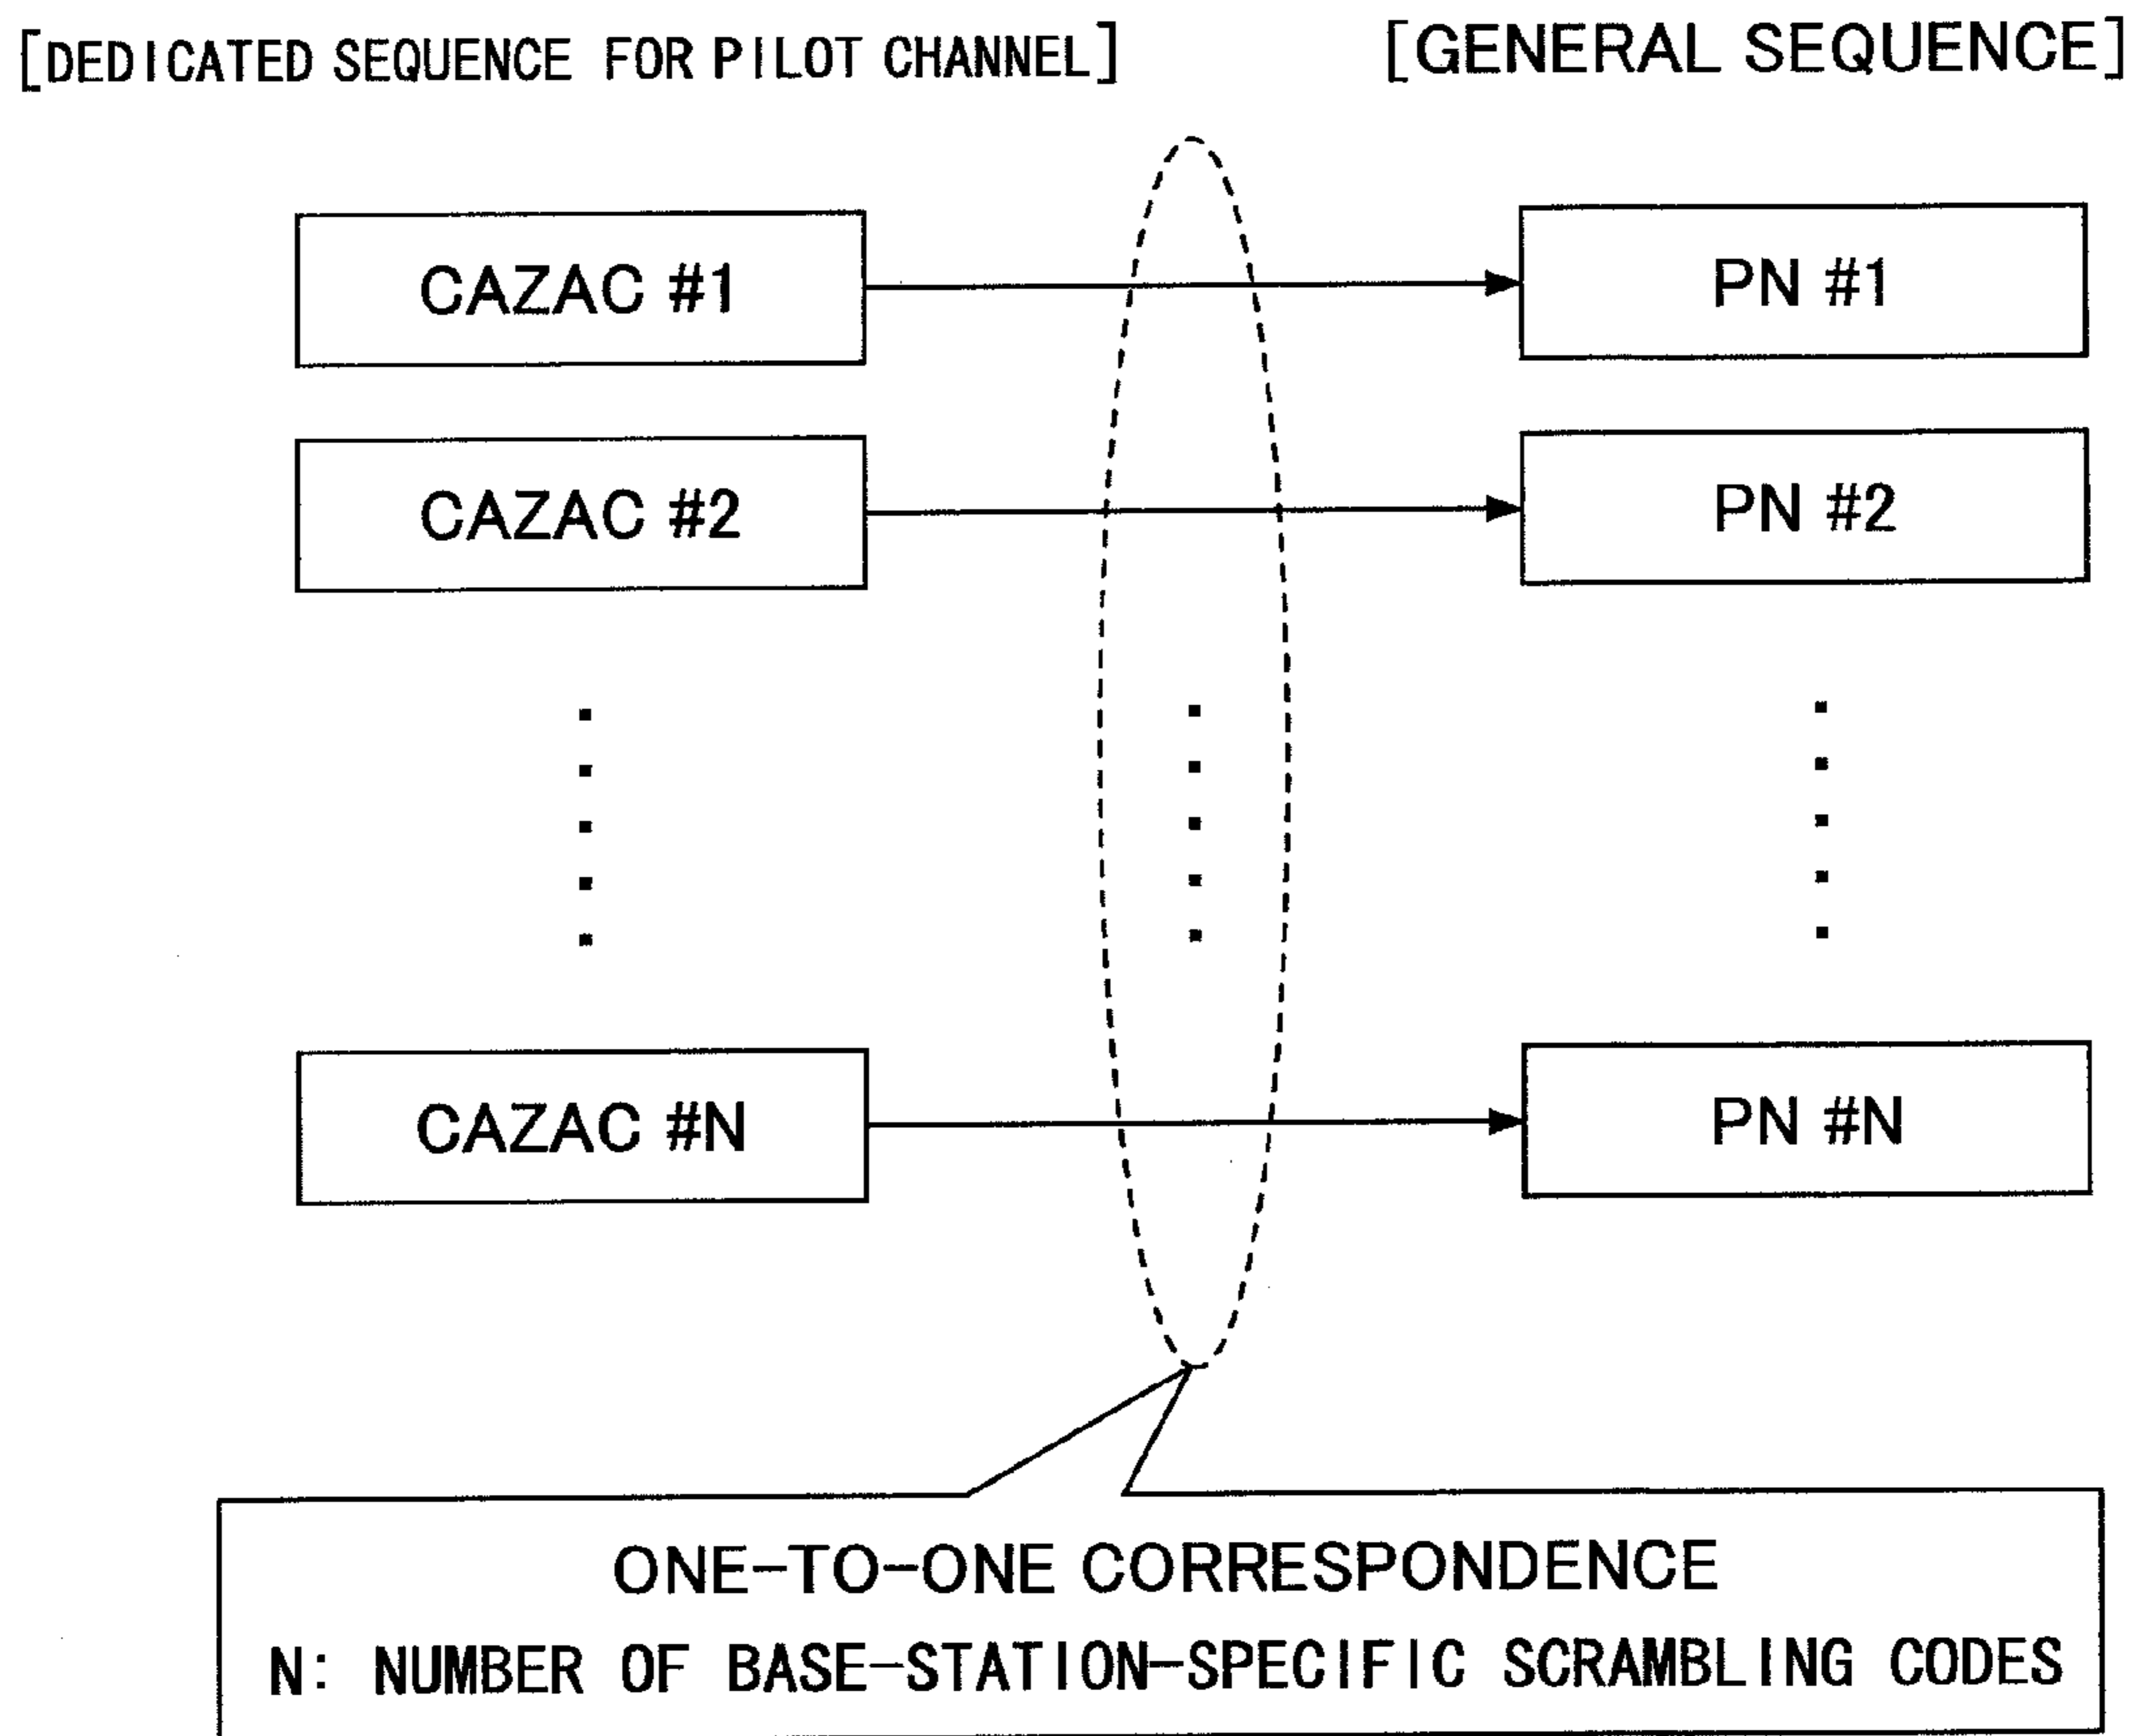 [DEDICATED SEQUENCE FOR PILOT CHANNEL]
[GENERAL SEQUENCE]
CAZAC #1
PN #1
CAZAC #2
PN #2
CAZAC #N
PN #N
ONE-TO-ONE CORRESPONDENCE
N: NUMBER OF BASE-STATION-SPECIFIC SCRAMBLING CODES